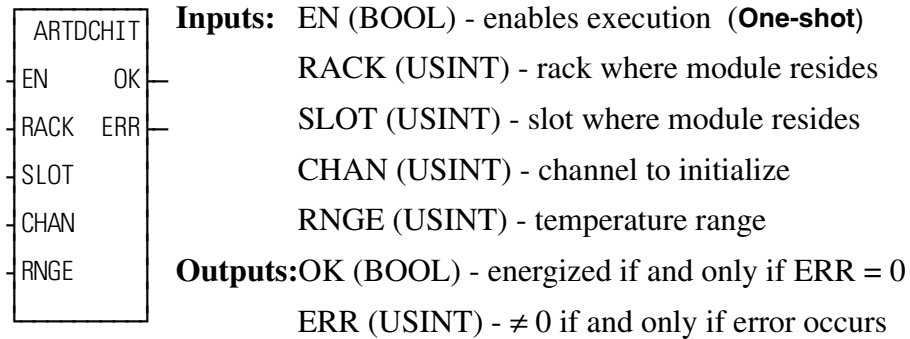 ARTDCHIT
EN OK
RACK ERR
SLOT
CHAN
RNGE
Inputs: EN (BOOL) - enables execution (One-shot)
RACK (USINT) - rack where module resides
SLOT (USINT) - slot where module resides
CHAN (USINT) - channel to initialize
RNGE (USINT) - temperature range
Outputs:OK (BOOL) - energized if and only if ERR = 0
ERR (USINT) - ≠ 0 if and only if error occurs